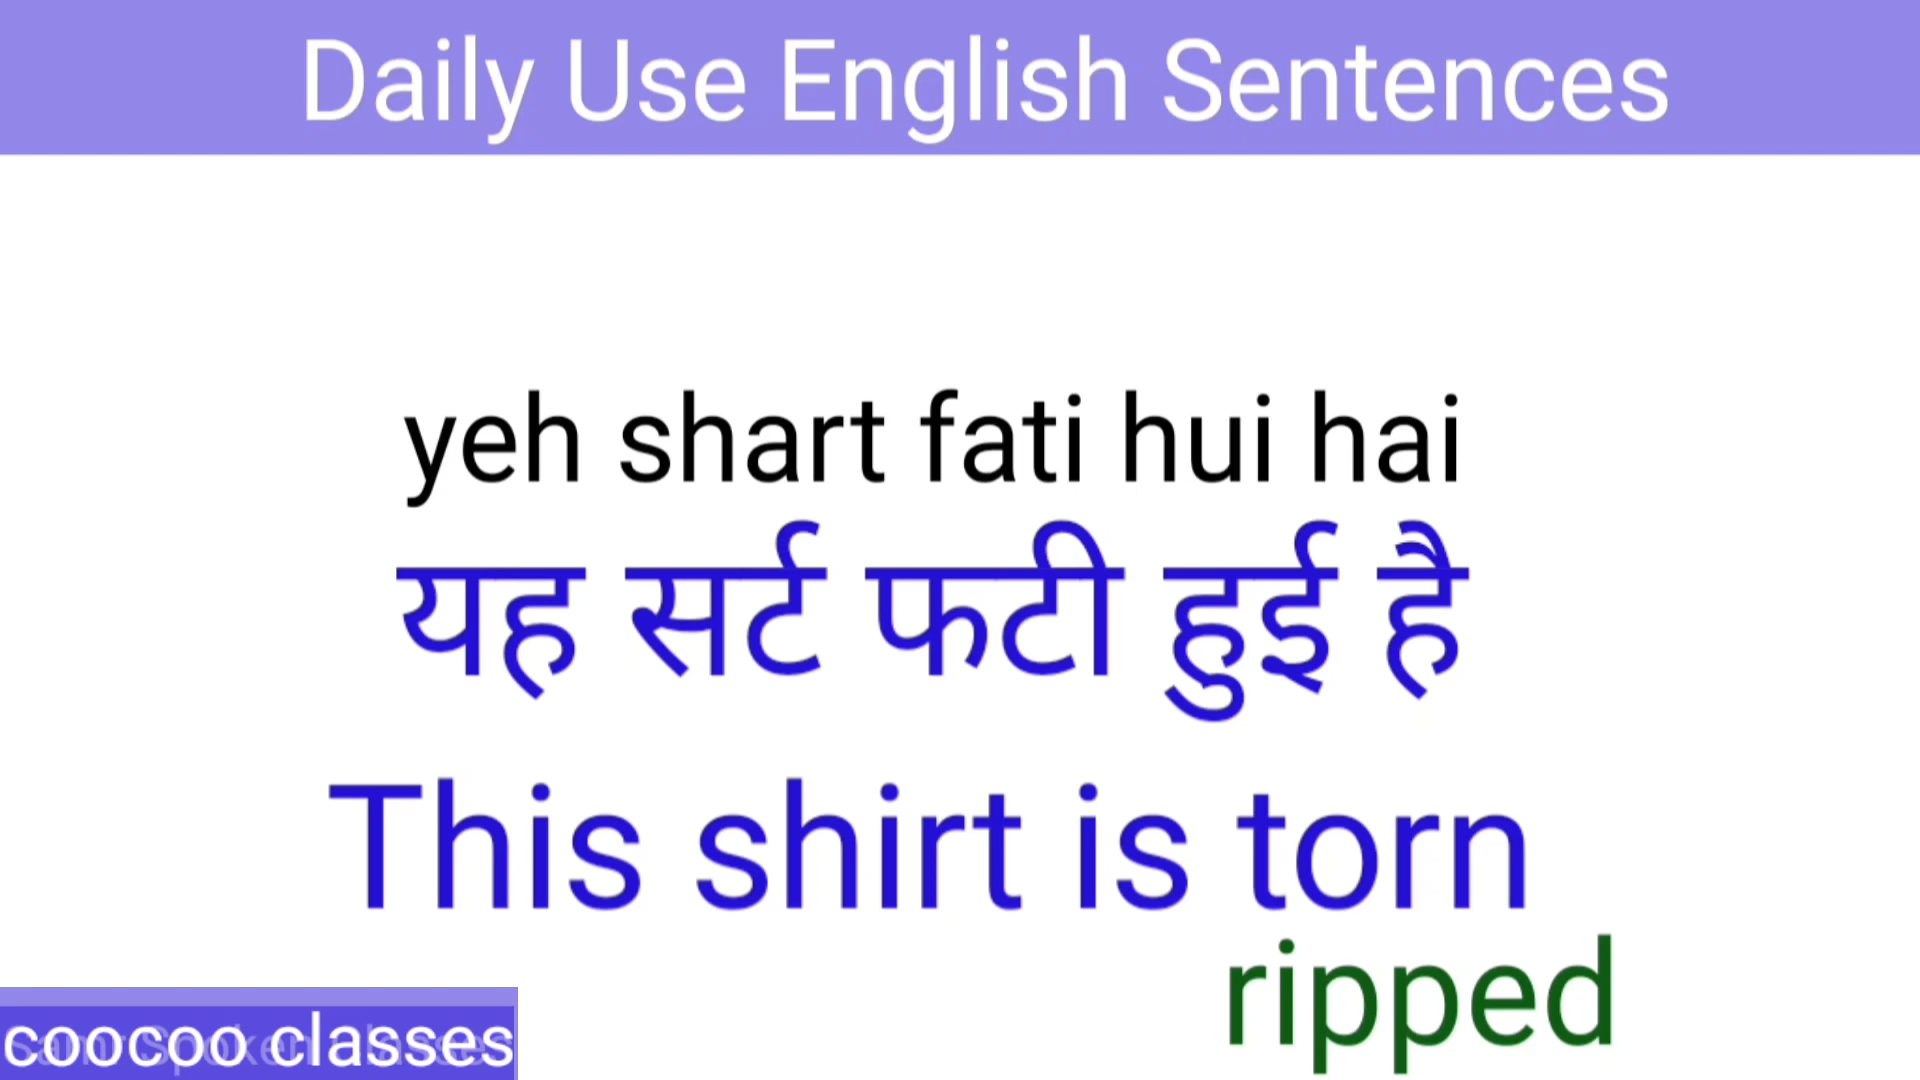 Daily Use English Sentences
yeh shart fati hui hai
यह सर्ट फटी हुई है
This shirt is torn
ripped
coocoo classes